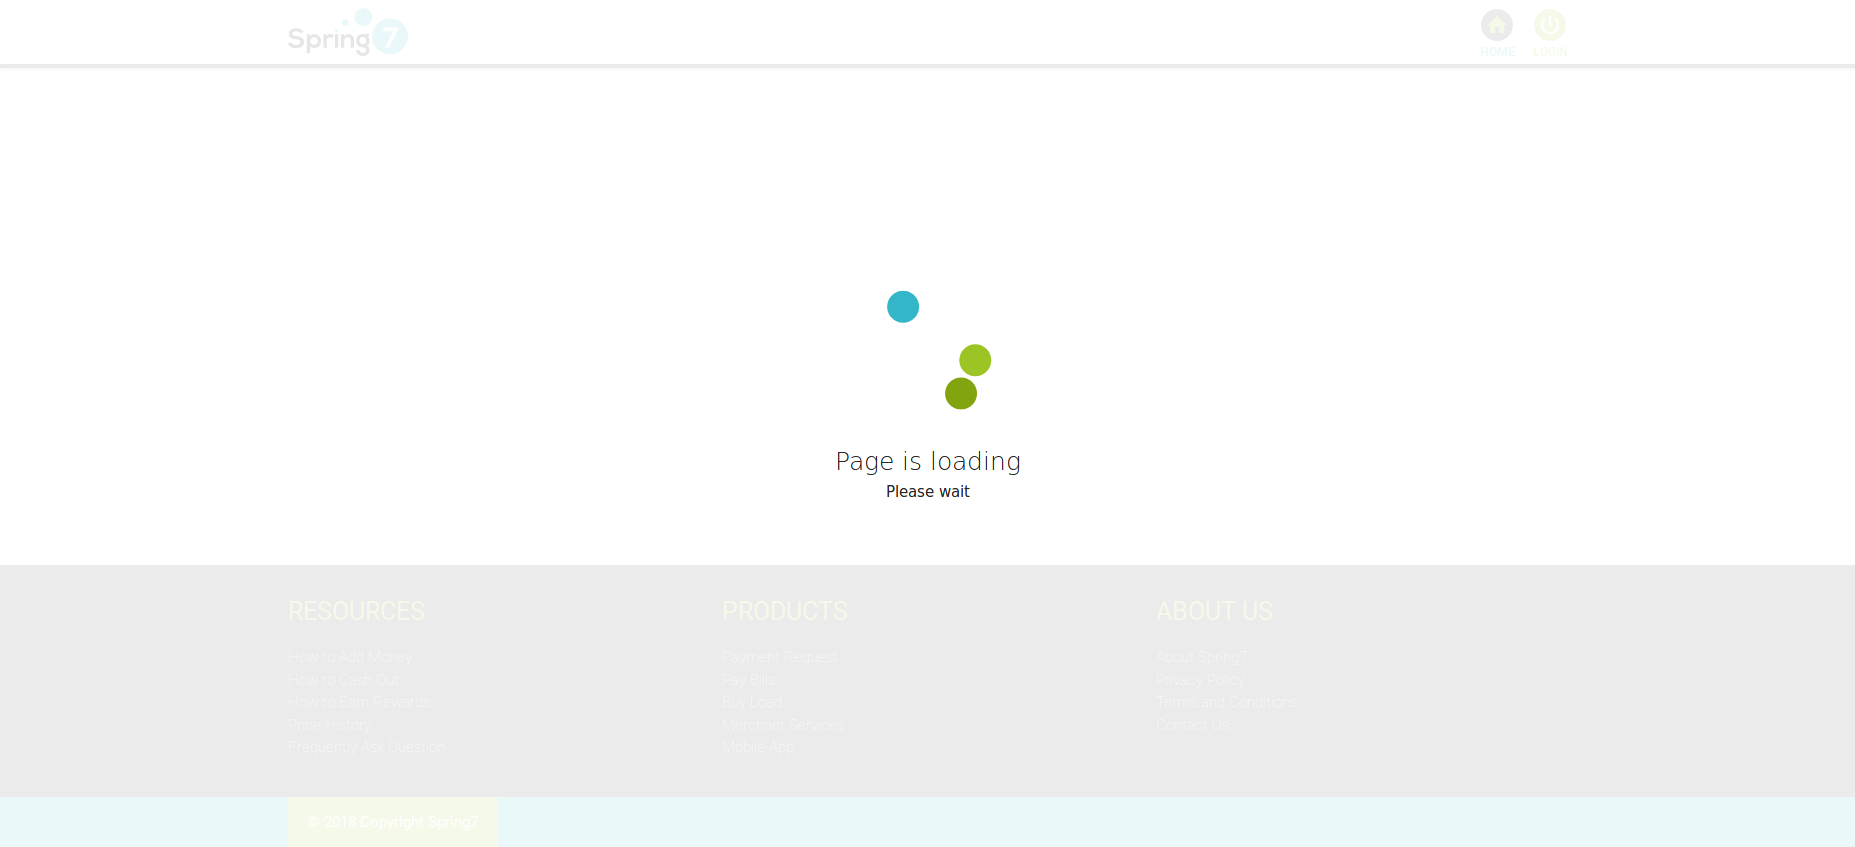 Spring7
HOME
LOGIN
Page is loading
Please wait
RESOURCES
How to Add Money
How to Cash Out
How to Earn Rewards
Price History
Frequently Ask Question
PRODUCTS
Payment Request
Pay Bills
Buy Load
Merchant Services
Mobile App
ABOUT US
About Spring7
Privacy Policy
Terms and Conditions
Contact Us
© 2018 Copyright Spring7